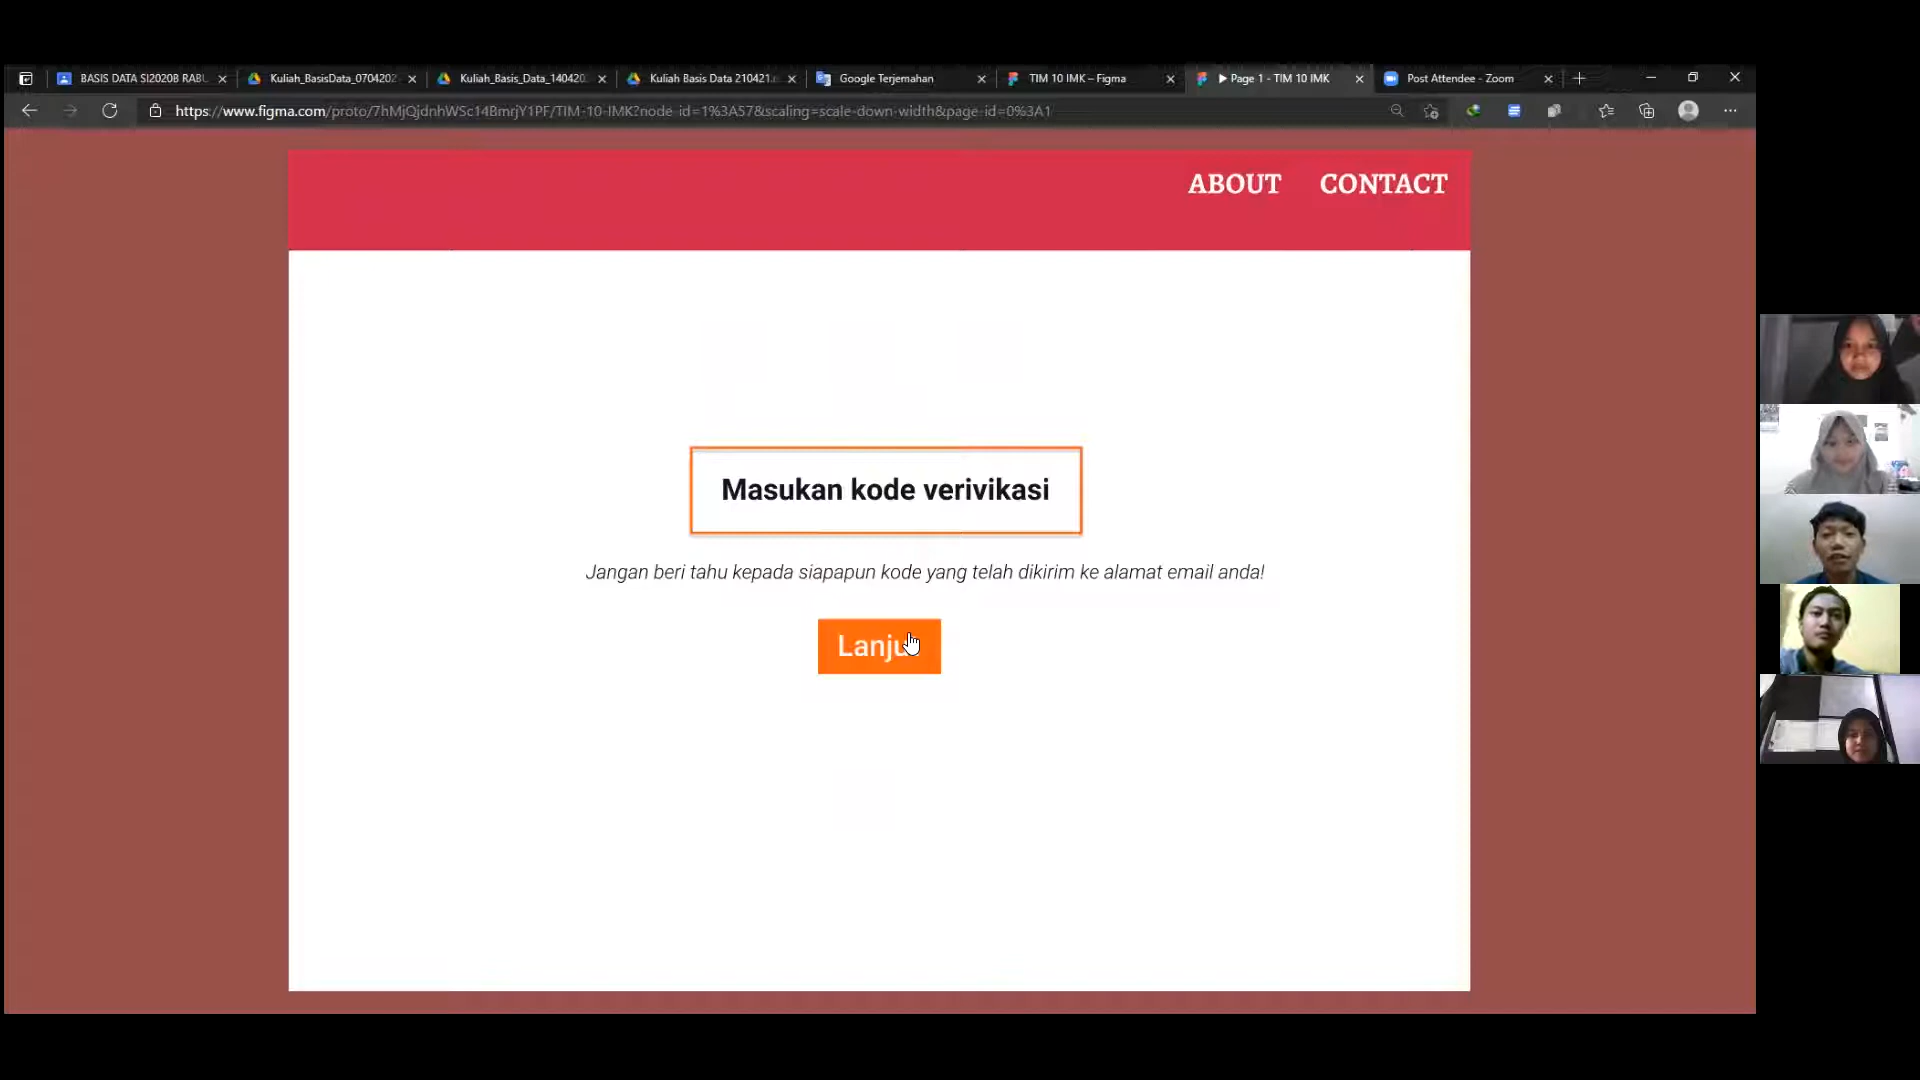 BASIS DATA SI2020B RABU
Kuliah_BasisData_0704202
Kuliah_Basis_Data_140420
Kuliah Basis Data 210421
Google Terjemahan
TIM 10 IMK – Figma
Page 1 - TIM 10 IMK
Post Attendee - Zoom
https://www.figma.com/proto/7hMjQjdnhWSc14BmrjY1PF/TIM-10-IMK?node-id=1%3A57&scaling=scale-down-width&page-id=0%3A1
ABOUT CONTACT
Masukan kode verivikasi
Jangan beri tahu kepada siapapun kode yang telah dikirim ke alamat email anda!
Lanju